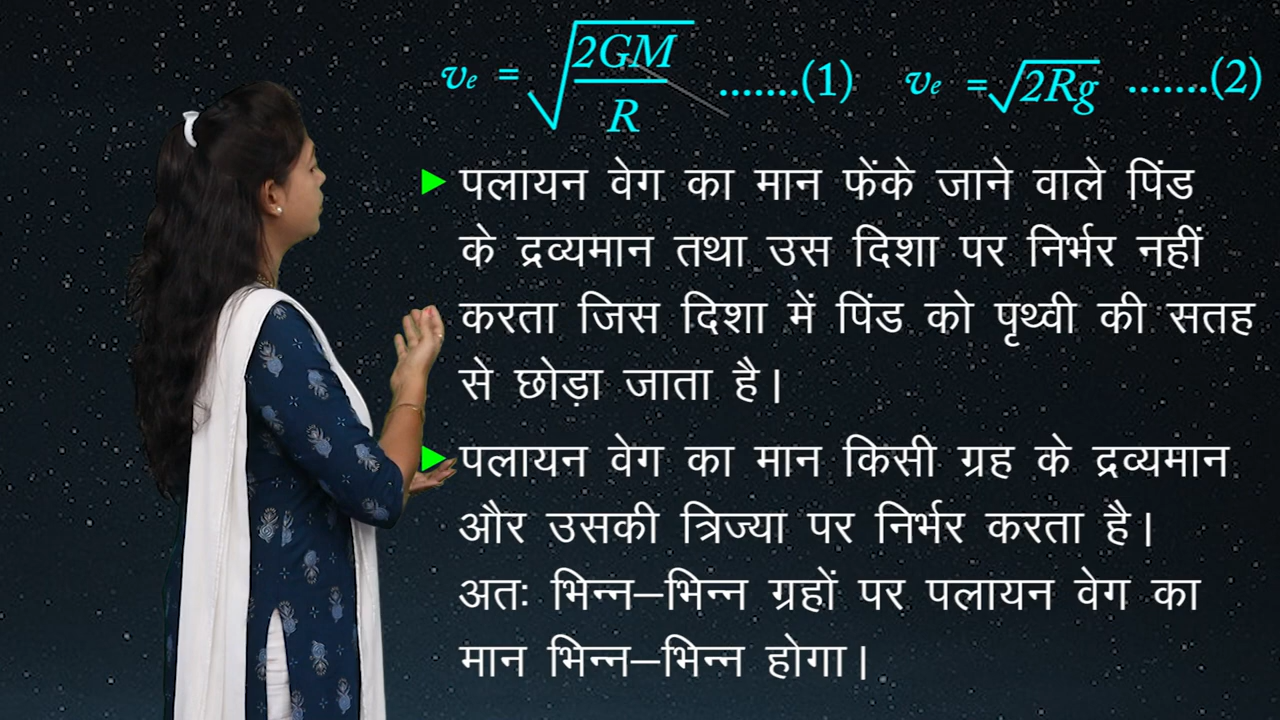 vₑ = √(2GM/R) .......(1) vₑ = √2Rg .......(2)
► पलायन वेग का मान फेंके जाने वाले पिंड
के द्रव्यमान तथा उस दिशा पर निर्भर नहीं
करता जिस दिशा में पिंड को पृथ्वी की सतह
से छोड़ा जाता है।
► पलायन वेग का मान किसी ग्रह के द्रव्यमान
और उसकी त्रिज्या पर निर्भर करता है।
अतः भिन्न–भिन्न ग्रहों पर पलायन वेग का
मान भिन्न–भिन्न होगा।